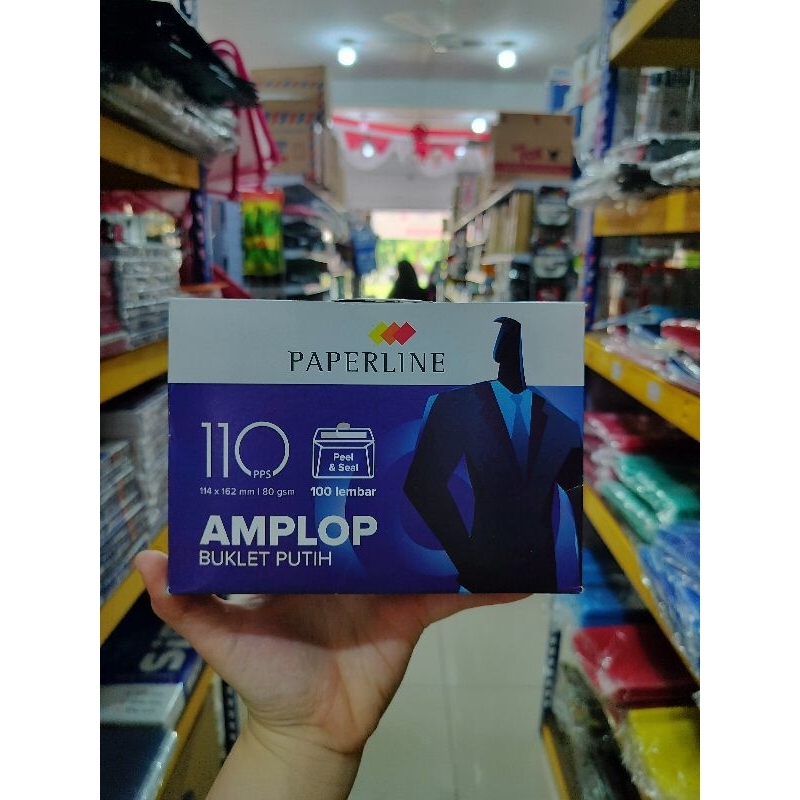 PAPERLINE
110 PPS
114 x 162 mm | 80 gsm
Peel
& Seal
100 lembar
AMPLOP
BUKLET PUTIH